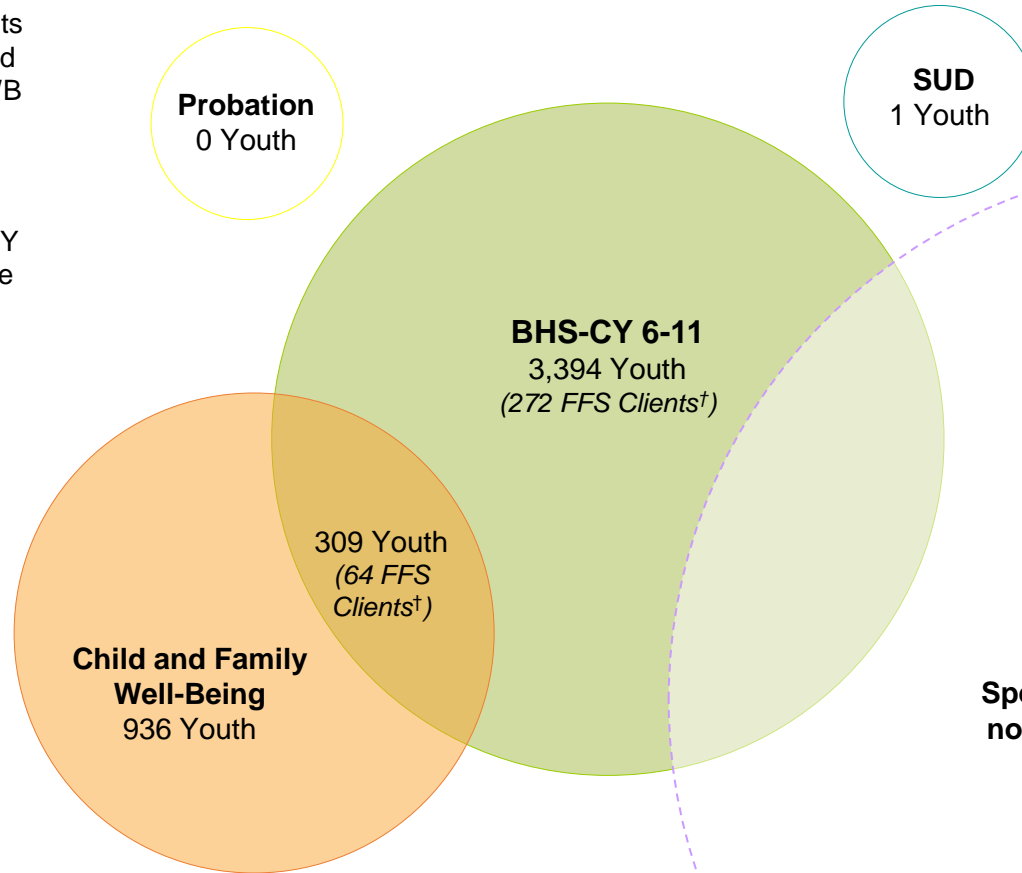 Probation
0 Youth
SUD
1 Youth
BHS-CY 6-11
3,394 Youth
(272 FFS Clients†)
309 Youth
(64 FFS
Clients†)
Child and Family
Well-Being
936 Youth